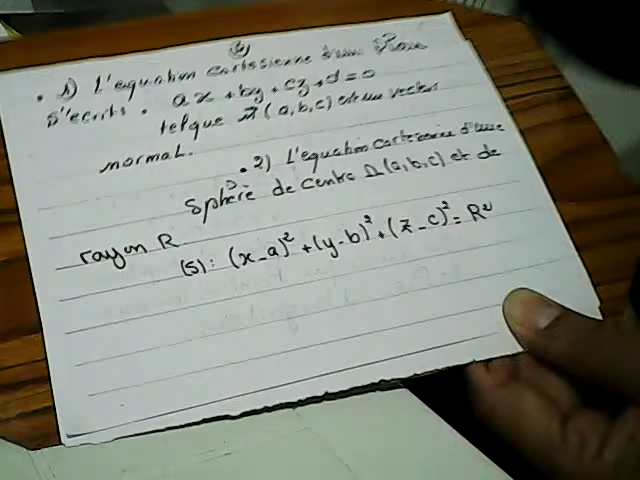 ④
• 1) L'equation cartesienne d'un Plan
s'ecrit : ax + by + cz + d = 0
telque n⃗ (a, b, c) est un vecteur
normal.
• 2) L'equation cartesienne d'une
Sphère de centre Ω(a, b, c) et de
rayon R
(S) : (x - a)² + (y - b)² + (z - c)² = R²